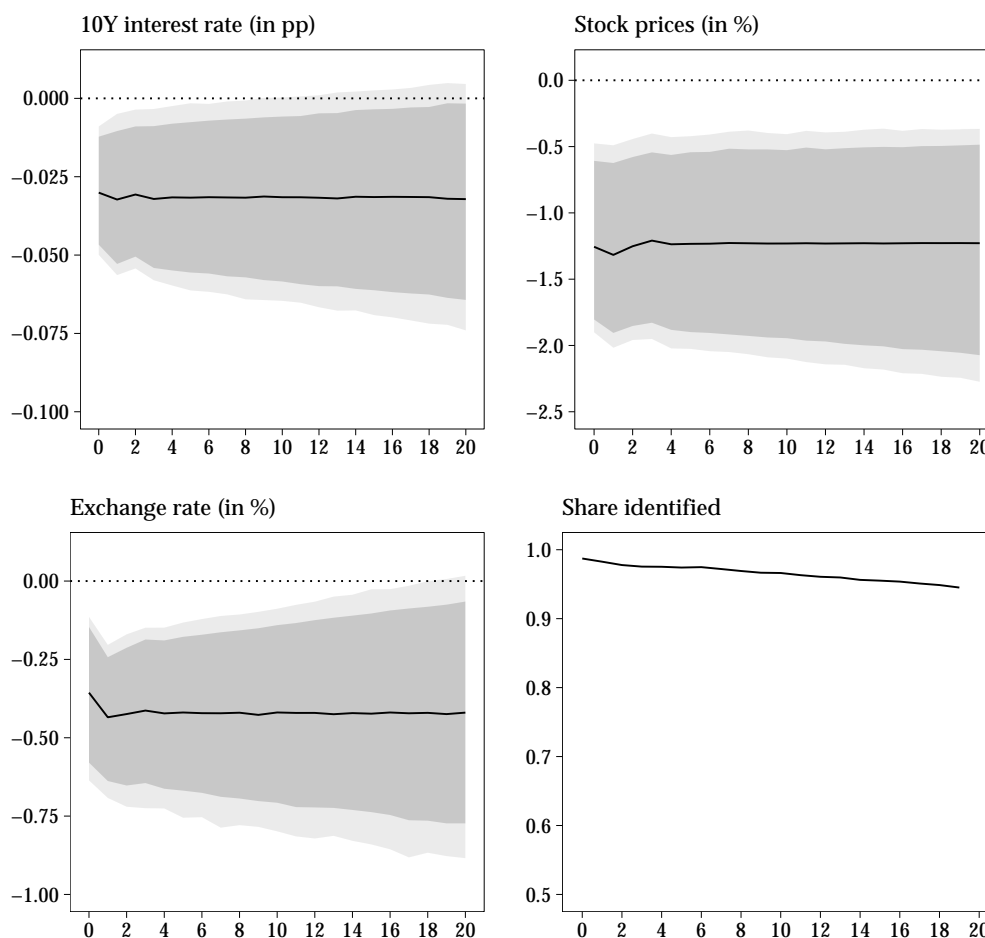 10Y interest rate (in pp)
0.000
−0.025
−0.050
−0.075
−0.100
0 2 4 6 8 10 12 14 16 18 20
Stock prices (in %)
0.0
−0.5
−1.0
−1.5
−2.0
−2.5
0 2 4 6 8 10 12 14 16 18 20
Exchange rate (in %)
0.00
−0.25
−0.50
−0.75
−1.00
0 2 4 6 8 10 12 14 16 18 20
Share identified
1.0
0.9
0.8
0.7
0.6
0.5
0 2 4 6 8 10 12 14 16 18 20